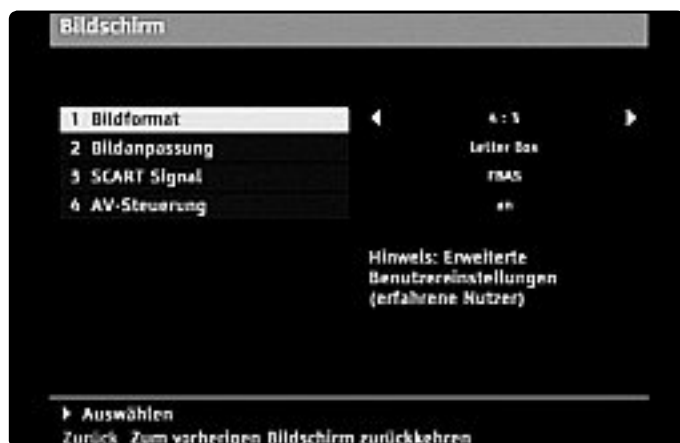 Bildschirm
1 Bildformat 4:3
2 Bildanpassung Letter Box
3 SCART Signal FBAS
4 AV-Steuerung an
Hinweis: Erweiterte
Benutzereinstellungen
(erfahrene Nutzer)
Auswählen
Zurück Zum vorherigen Bildschirm zurückkehren